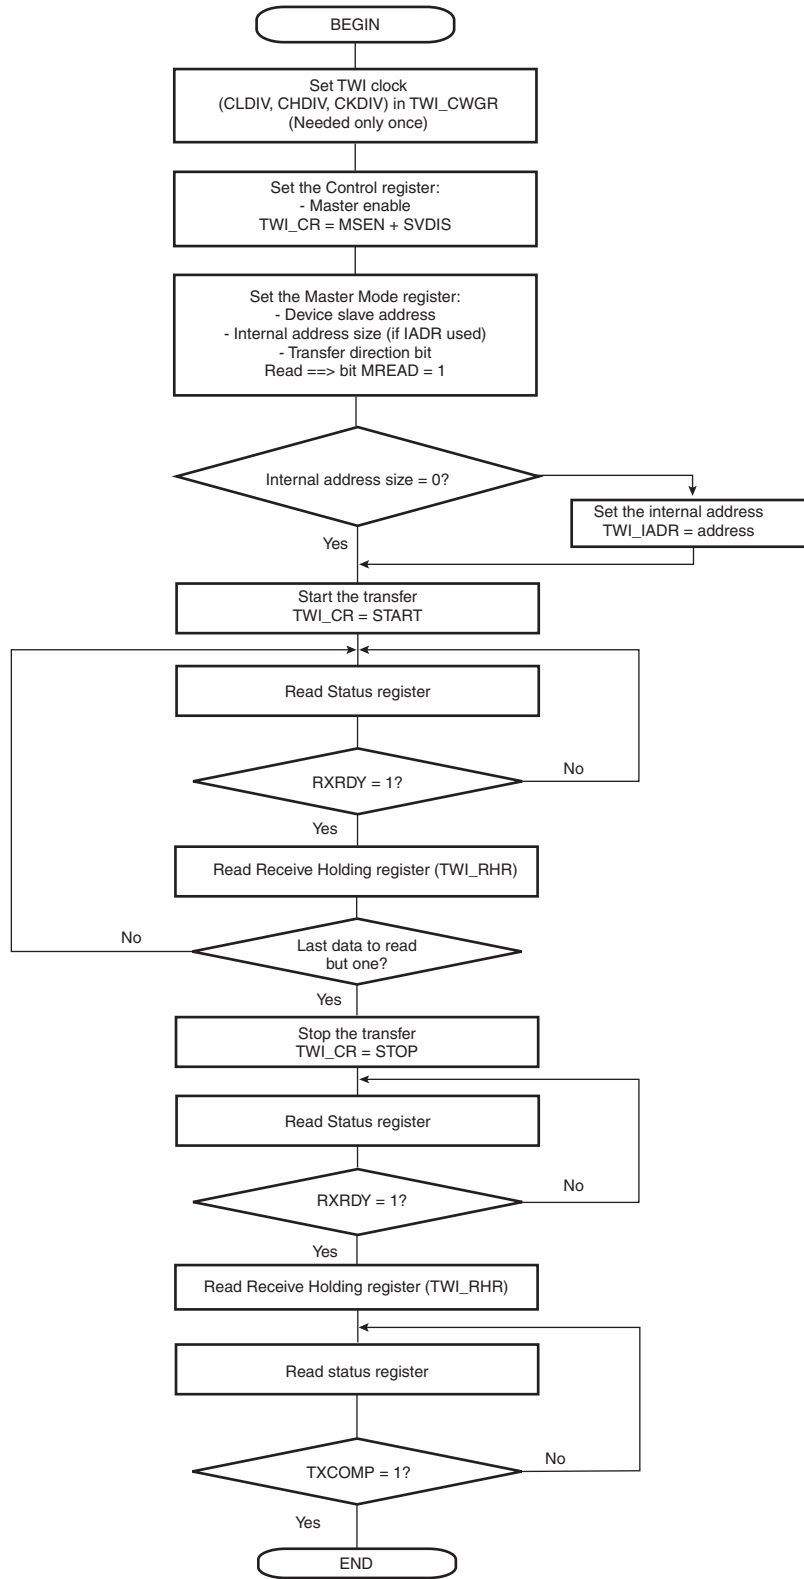 BEGIN
Set TWI clock
(CLDIV, CHDIV, CKDIV) in TWI_CWGR
(Needed only once)
Set the Control register:
- Master enable
TWI_CR = MSEN + SVDIS
Set the Master Mode register:
- Device slave address
- Internal address size (if IADR used)
- Transfer direction bit
Read ==> bit MREAD = 1
Internal address size = 0?
Set the internal address
TWI_IADR = address
Yes
Start the transfer
TWI_CR = START
Read Status register
RXRDY = 1?
No
Yes
Read Receive Holding register (TWI_RHR)
No
Last data to read
but one?
Yes
Stop the transfer
TWI_CR = STOP
Read Status register
No
RXRDY = 1?
Yes
Read Receive Holding register (TWI_RHR)
Read status register
No
TXCOMP = 1?
Yes
END